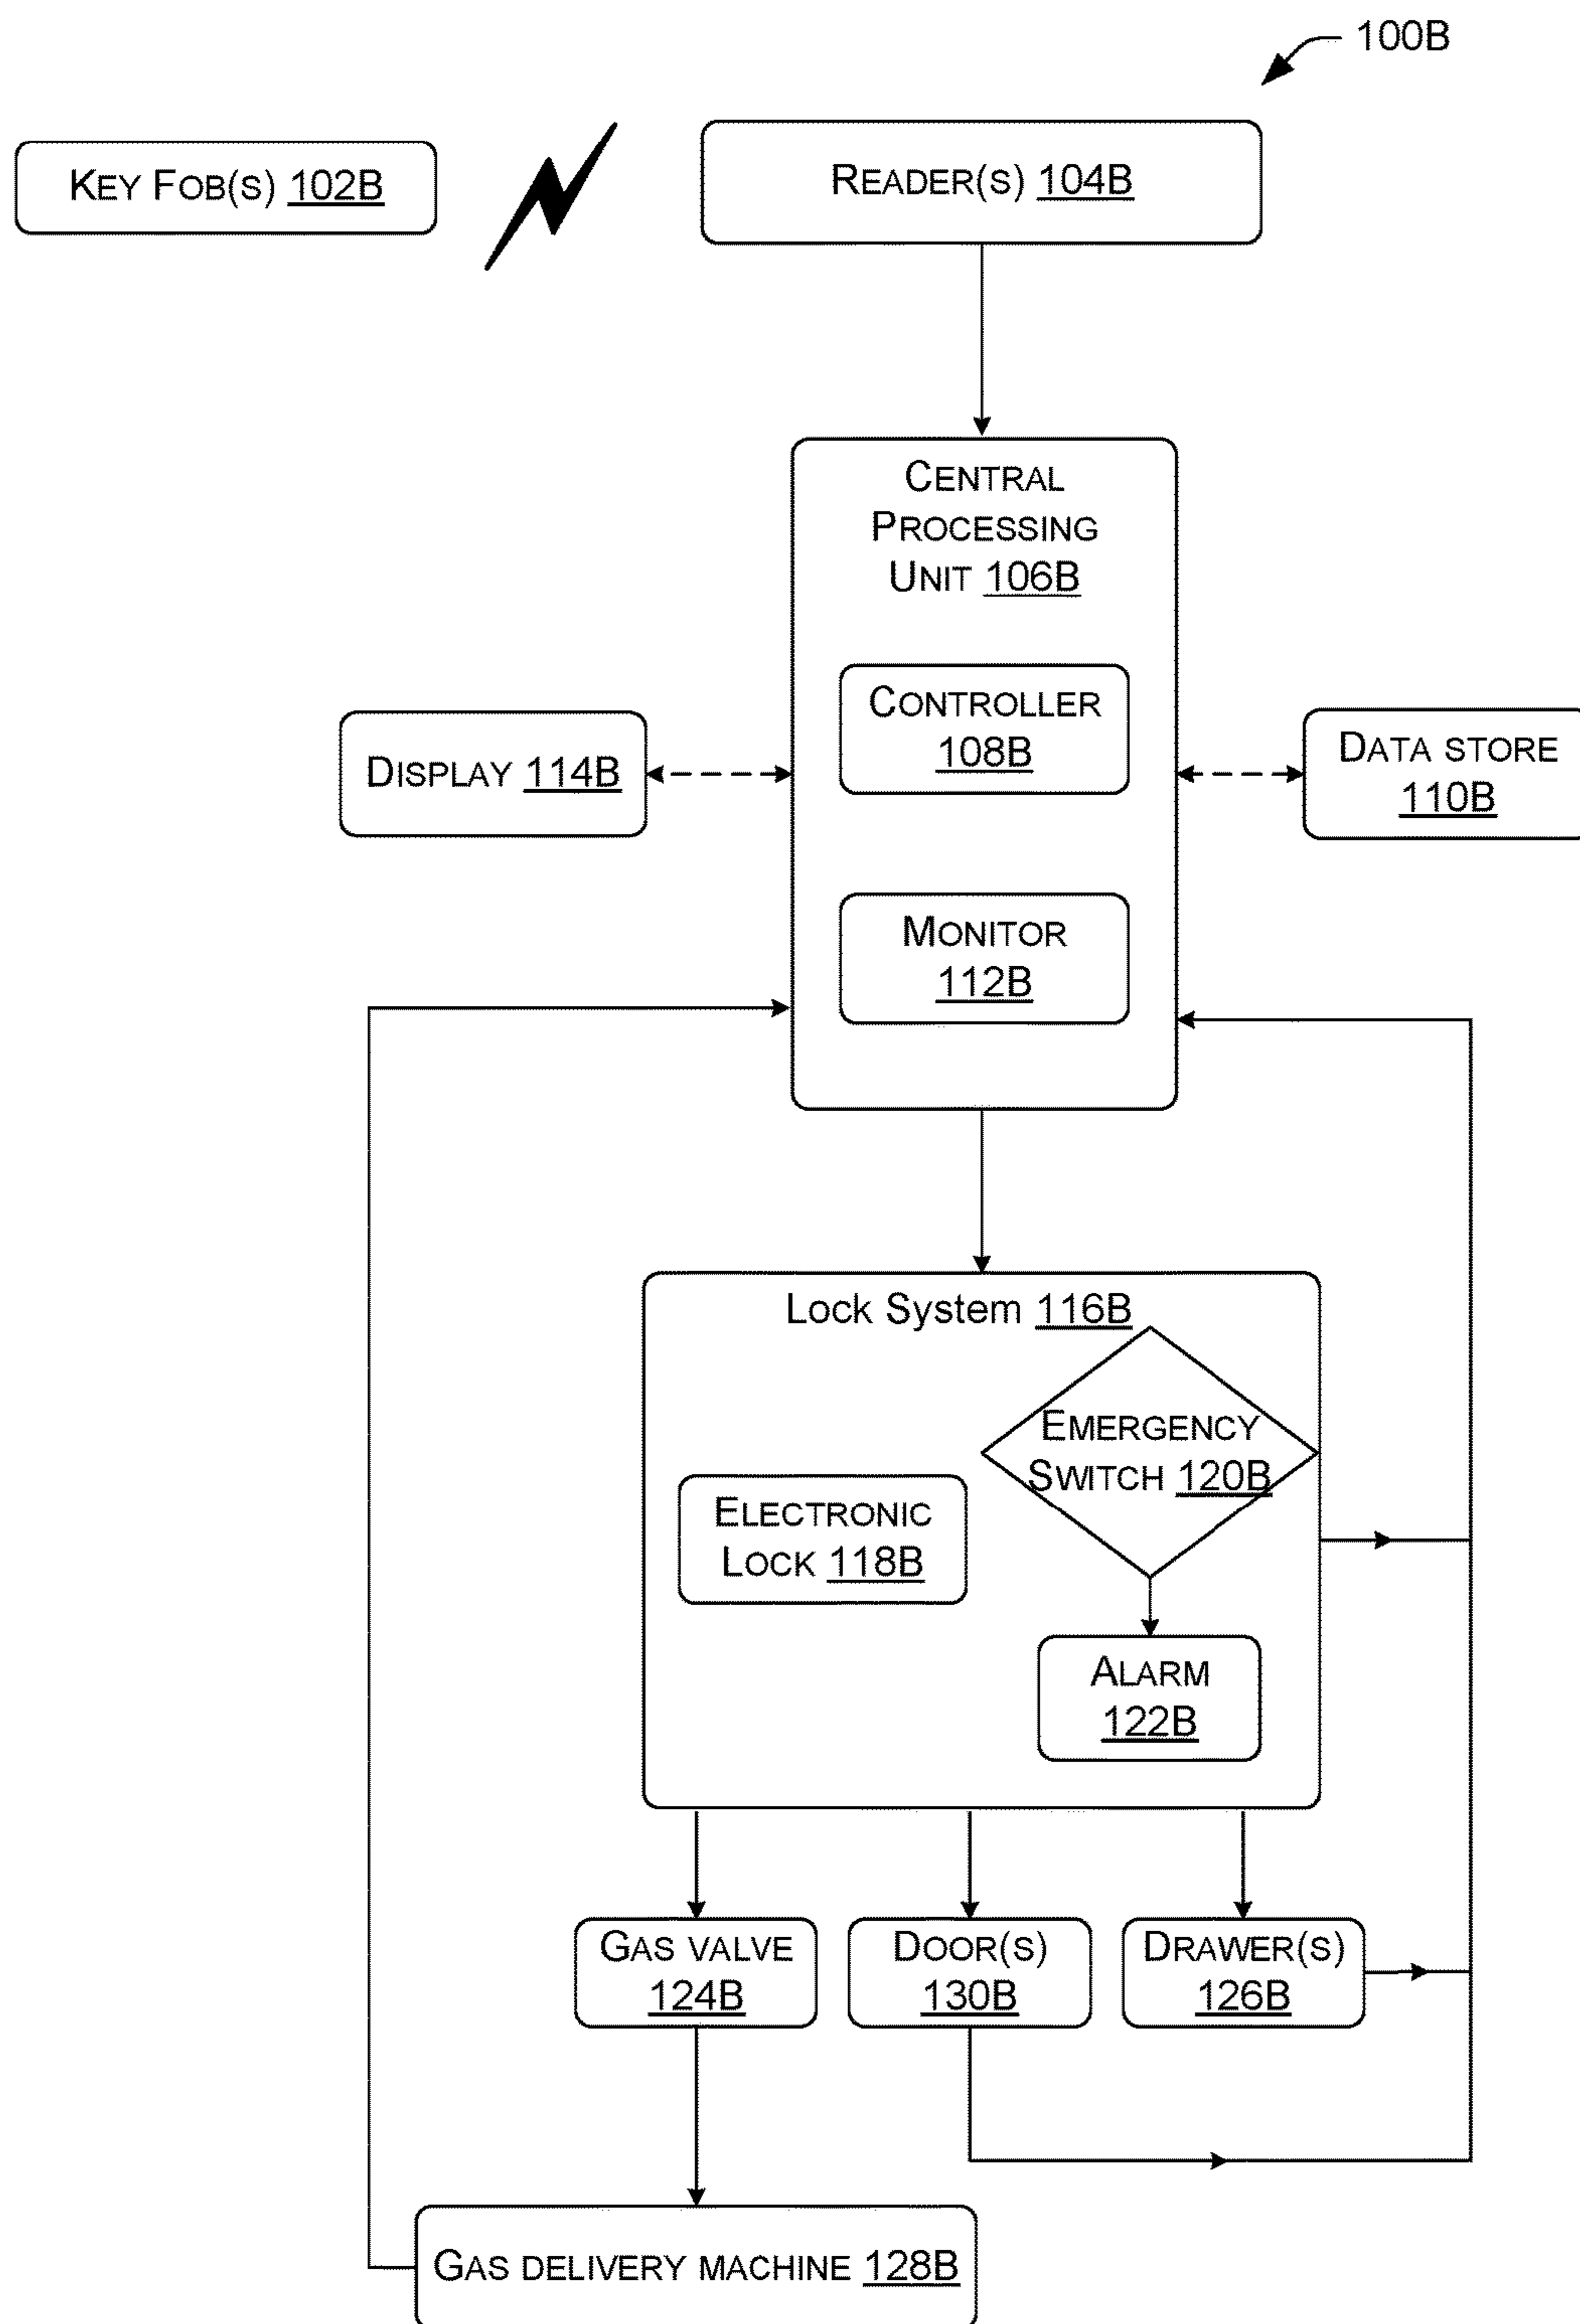 100B
KEY FOB(S) 102B
READER(S) 104B
CENTRAL
PROCESSING
UNIT 106B
CONTROLLER
108B
DISPLAY 114B
DATA STORE
110B
MONITOR
112B
Lock System 116B
EMERGENCY
SWITCH 120B
ELECTRONIC
LOCK 118B
ALARM
122B
GAS VALVE
124B
DOOR(S)
130B
DRAWER(S)
126B
GAS DELIVERY MACHINE 128B